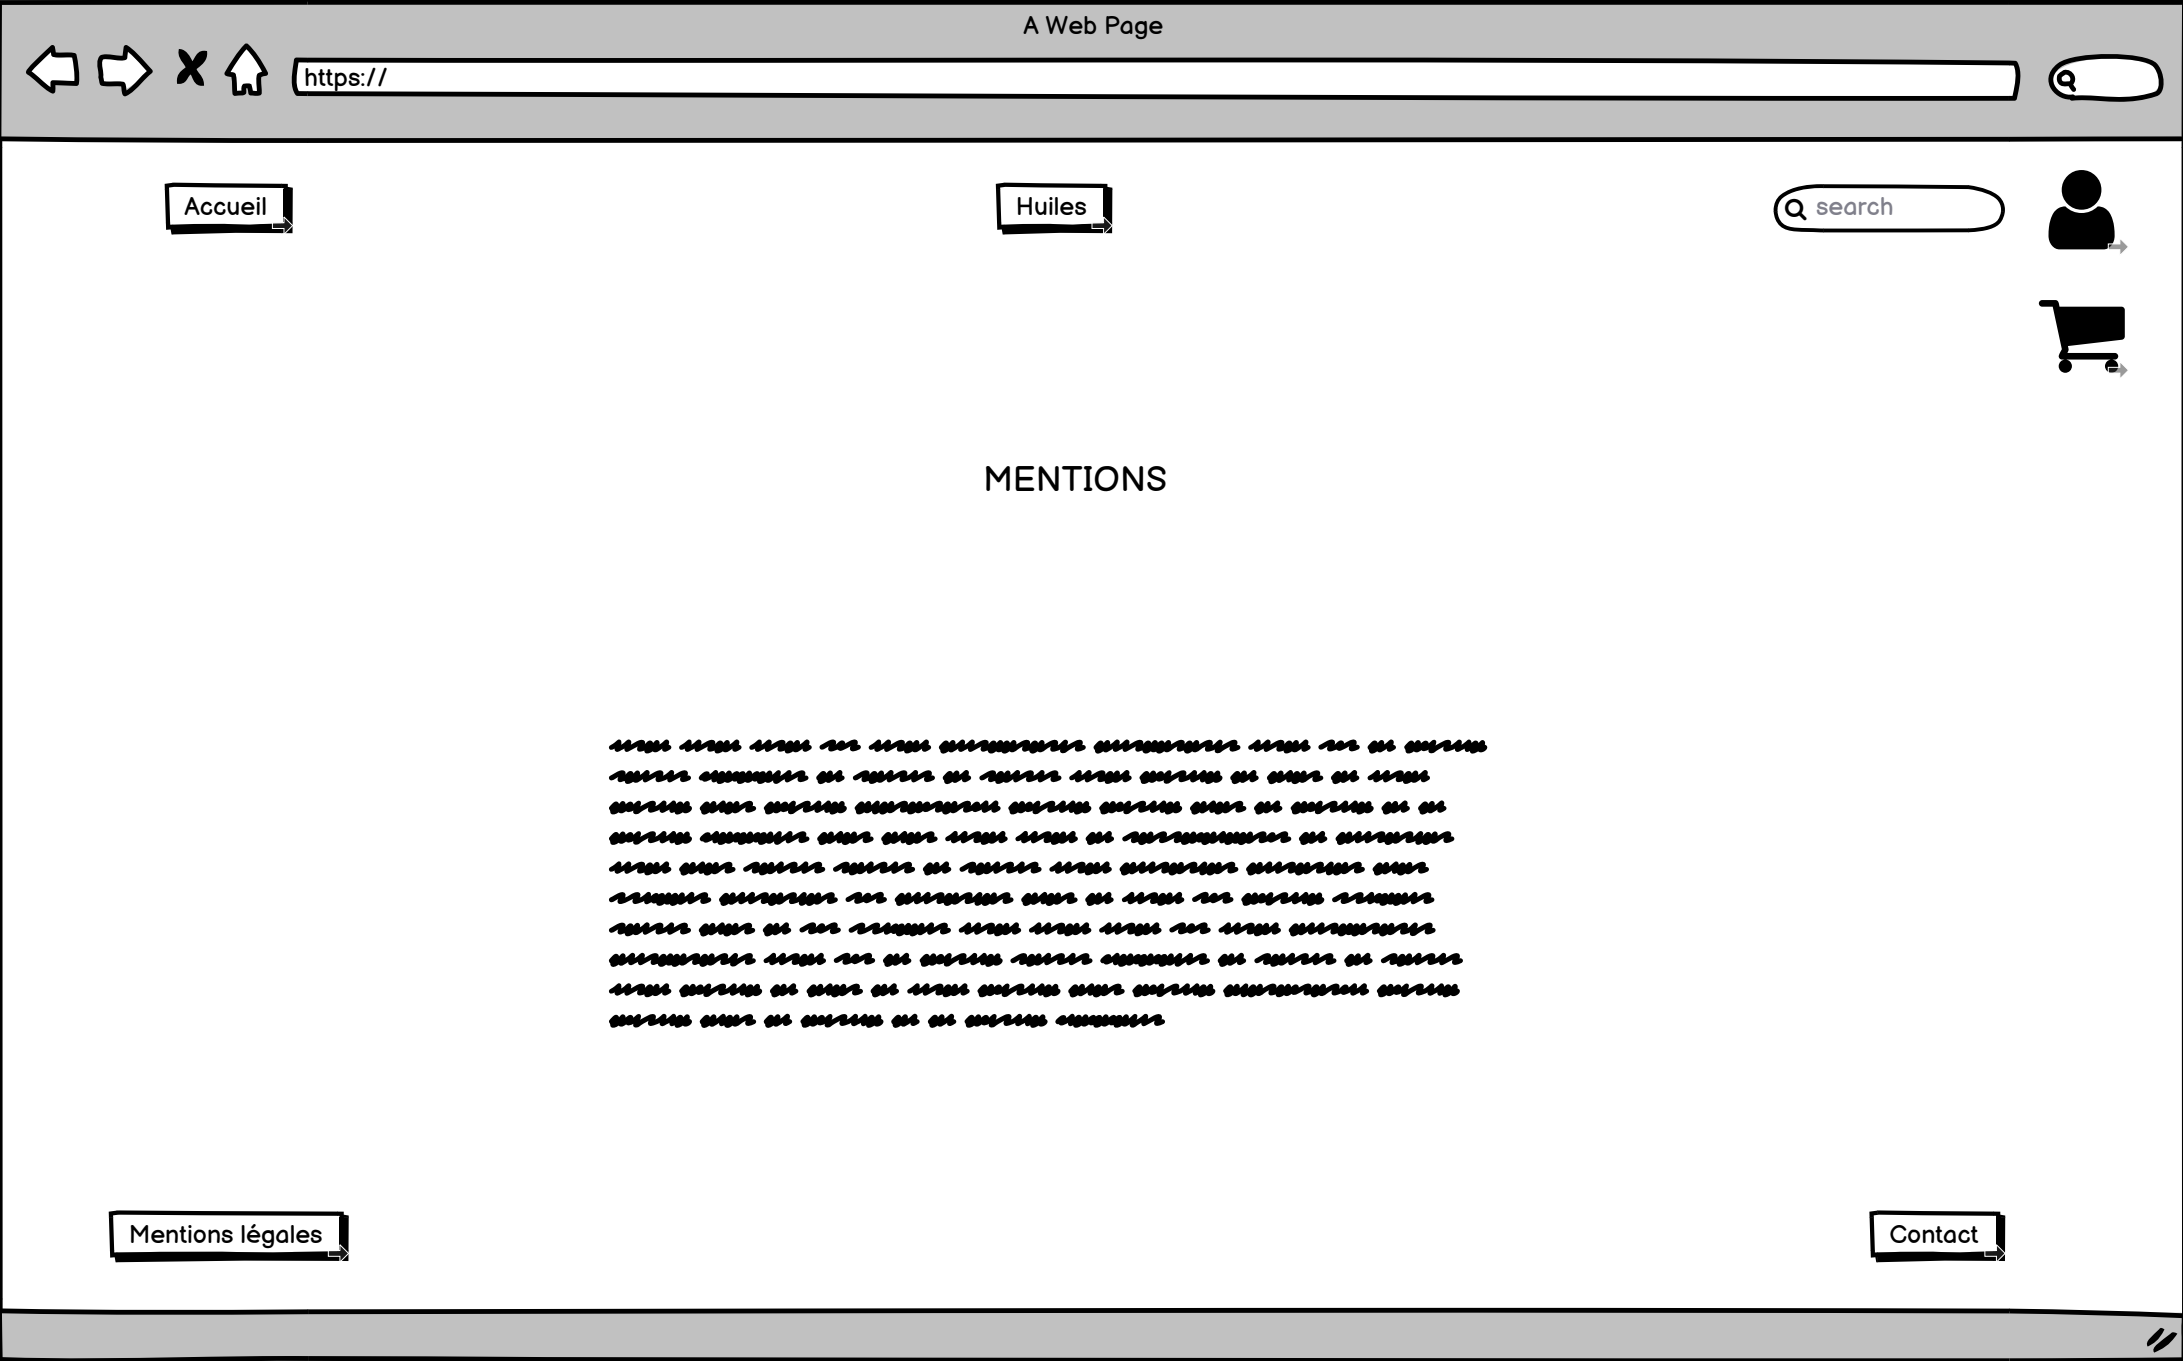 A Web Page
https://
Accueil
Huiles
search
MENTIONS
Mentions légales
Contact